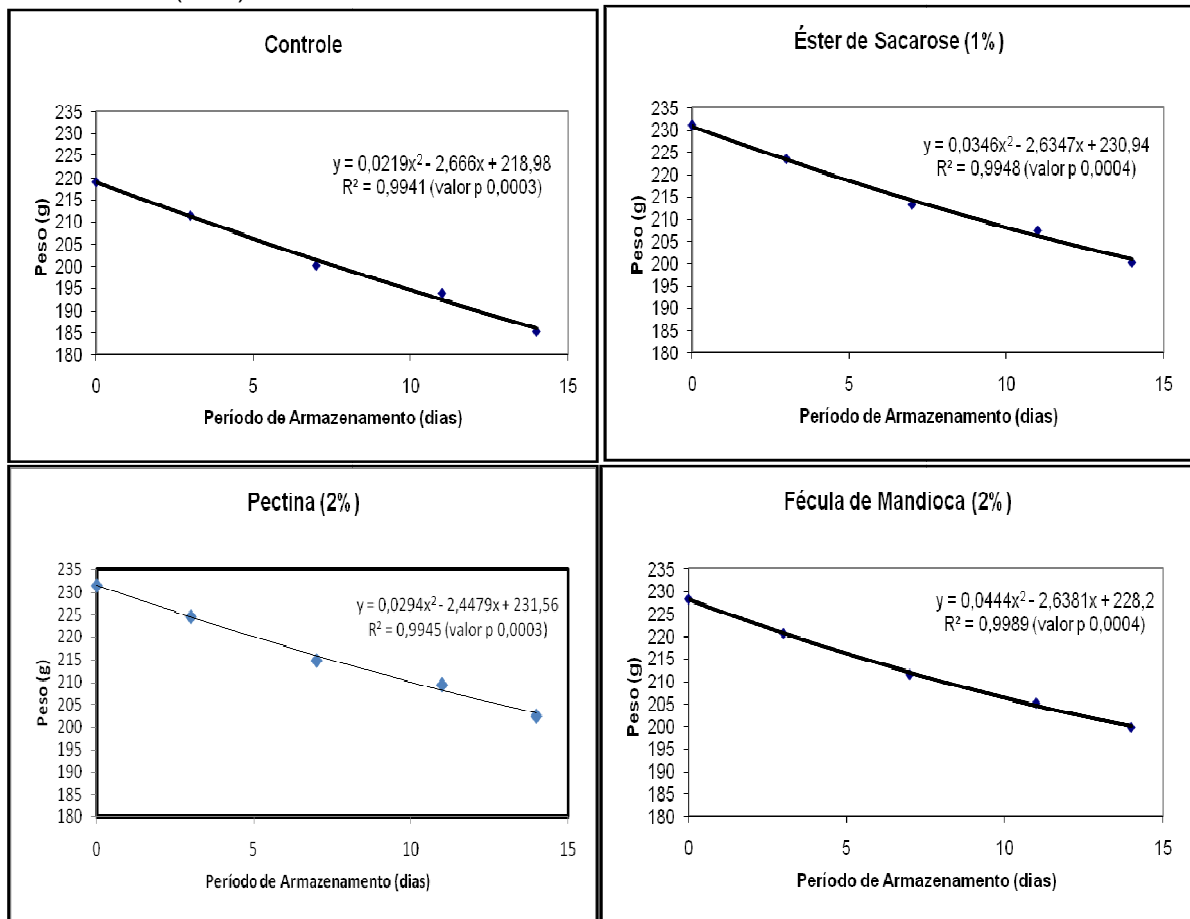 Controle
235
230
225
220
215
210
205
200
195
190
185
180
Peso (g)
y = 0,0219x² - 2,666x + 218,98
R² = 0,9941 (valor p 0,0003)
0 5 10 15
Período de Armazenamento (dias)
Éster de Sacarose (1%)
235
230
225
220
215
210
205
200
195
190
185
180
Peso (g)
y = 0,0346x² - 2,6347x + 230,94
R² = 0,9948 (valor p 0,0004)
0 5 10 15
Período de Armazenamento (dias)
Pectina (2%)
235
230
225
220
215
210
205
200
195
190
185
180
Peso (g)
y = 0,0294x² - 2,4479x + 231,56
R² = 0,9945 (valor p 0,0003)
0 5 10 15
Período de Armazenamento (dias)
Fécula de Mandioca (2%)
235
230
225
220
215
210
205
200
195
190
185
180
Peso (g)
y = 0,0444x² - 2,6381x + 228,2
R² = 0,9989 (valor p 0,0004)
0 5 10 15
Período de Armazenamento (dias)